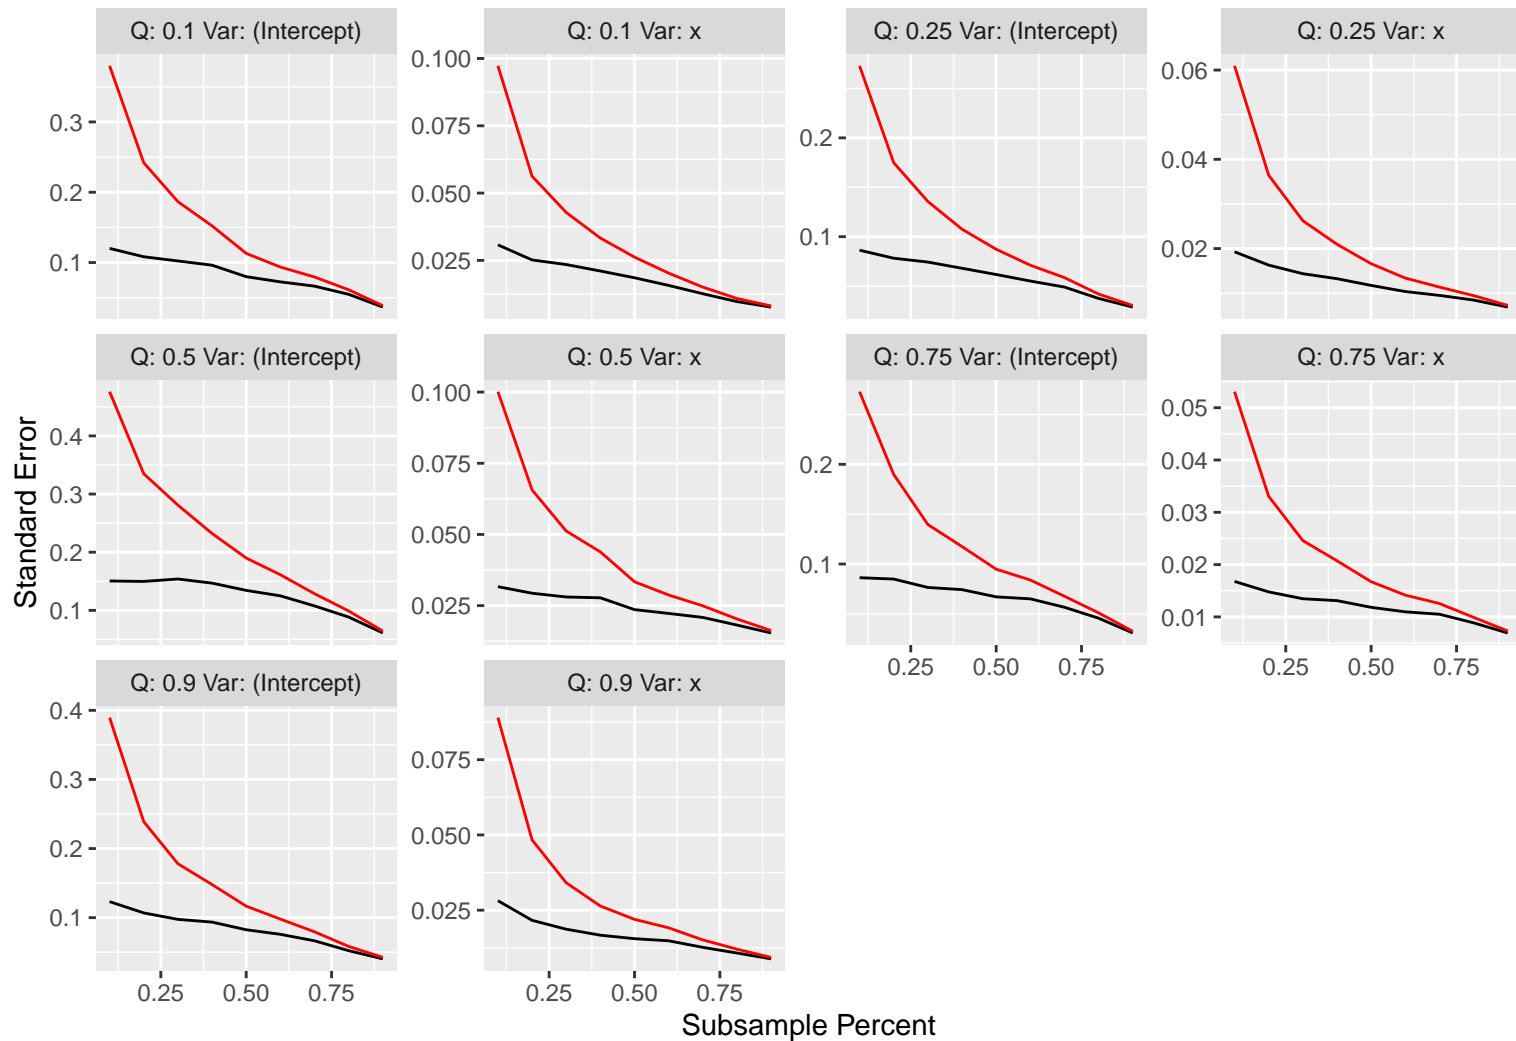 Q: 0.1 Var: (Intercept)
Q: 0.1 Var: x
Q: 0.25 Var: (Intercept)
Q: 0.25 Var: x
0.3
0.2
0.1
0.100
0.075
0.050
0.025
0.2
0.1
0.06
0.04
0.02
Q: 0.5 Var: (Intercept)
Q: 0.5 Var: x
Q: 0.75 Var: (Intercept)
Q: 0.75 Var: x
0.4
0.3
0.2
0.1
0.100
0.075
0.050
0.025
0.2
0.1
0.05
0.04
0.03
0.02
0.01
0.25 0.50 0.75
0.25 0.50 0.75
Q: 0.9 Var: (Intercept)
Q: 0.9 Var: x
0.4
0.3
0.2
0.1
0.075
0.050
0.025
0.25 0.50 0.75
0.25 0.50 0.75
Standard Error
Subsample Percent